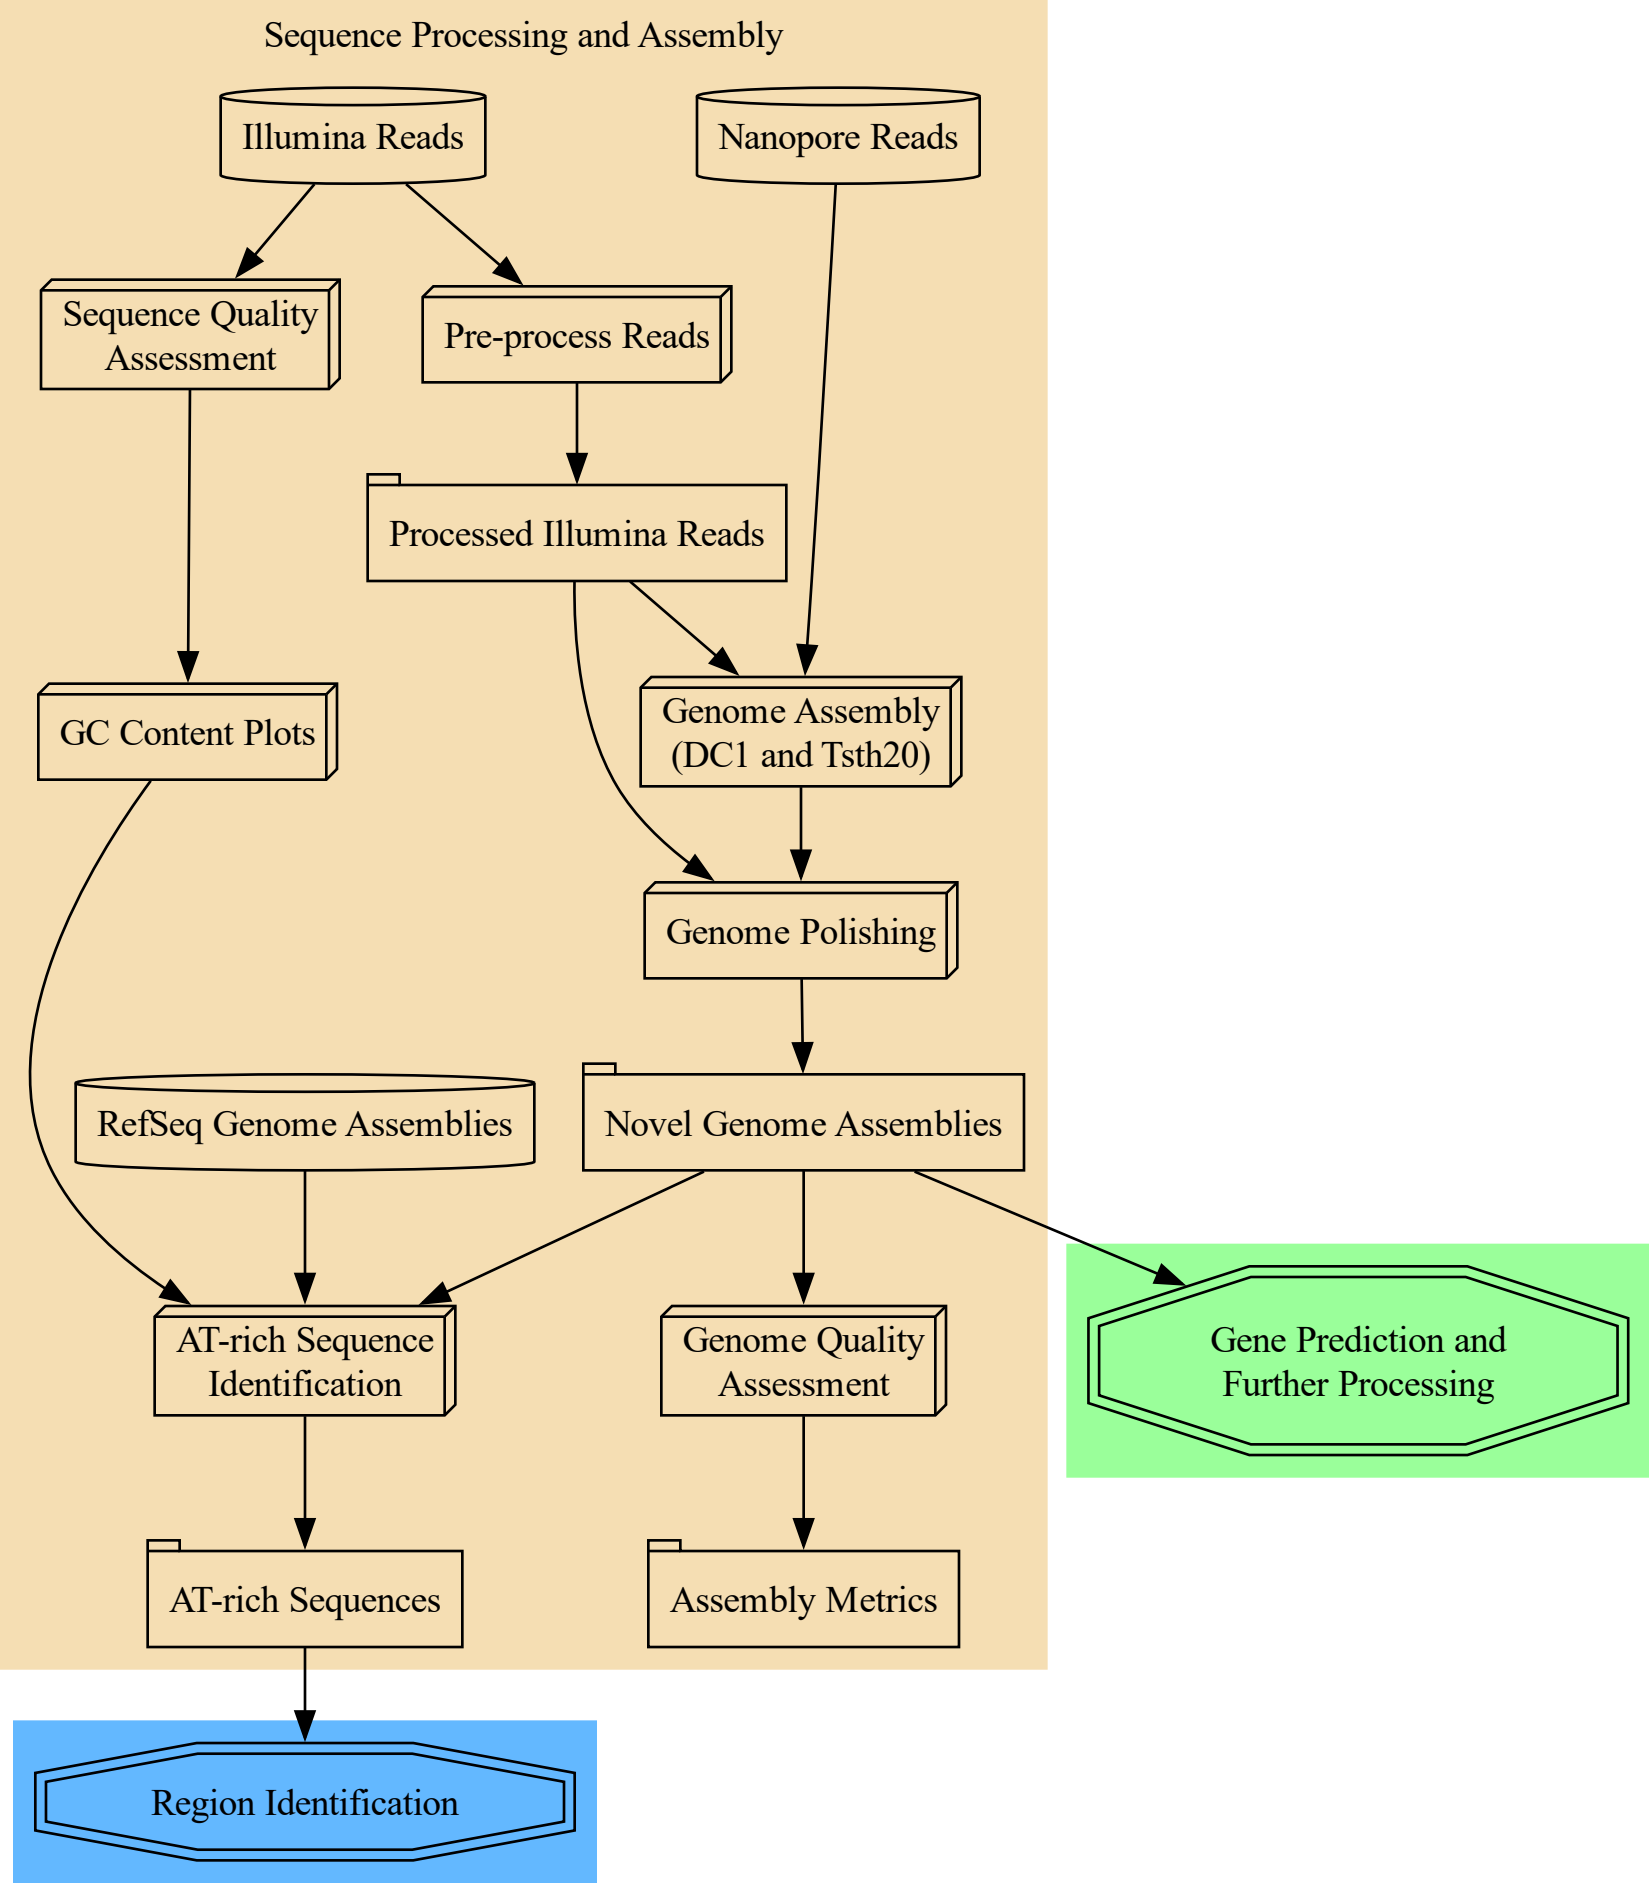 Sequence Processing and Assembly
Illumina Reads
Nanopore Reads
Sequence Quality
Assessment
Pre-process Reads
Processed Illumina Reads
GC Content Plots
Genome Assembly
(DC1 and Tsth20)
Genome Polishing
RefSeq Genome Assemblies
Novel Genome Assemblies
AT-rich Sequence
Identification
Genome Quality
Assessment
Gene Prediction and
Further Processing
AT-rich Sequences
Assembly Metrics
Region Identification